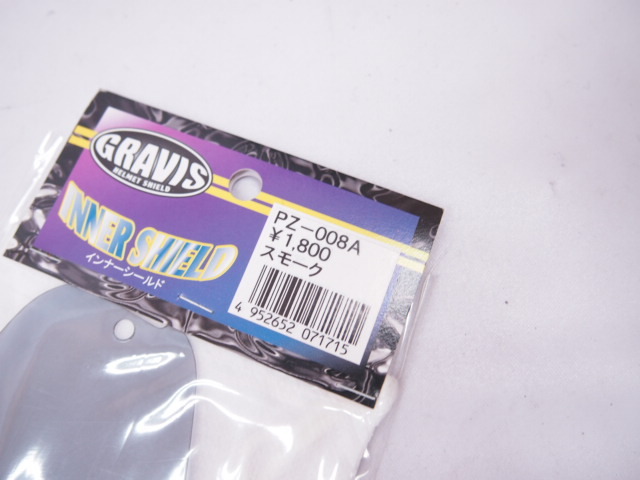 GRAVIS
HELMET SHIELD
INNER SHIELD
インナーシールド
PZ-008A
¥1,800
スモーク
4 952652 071715